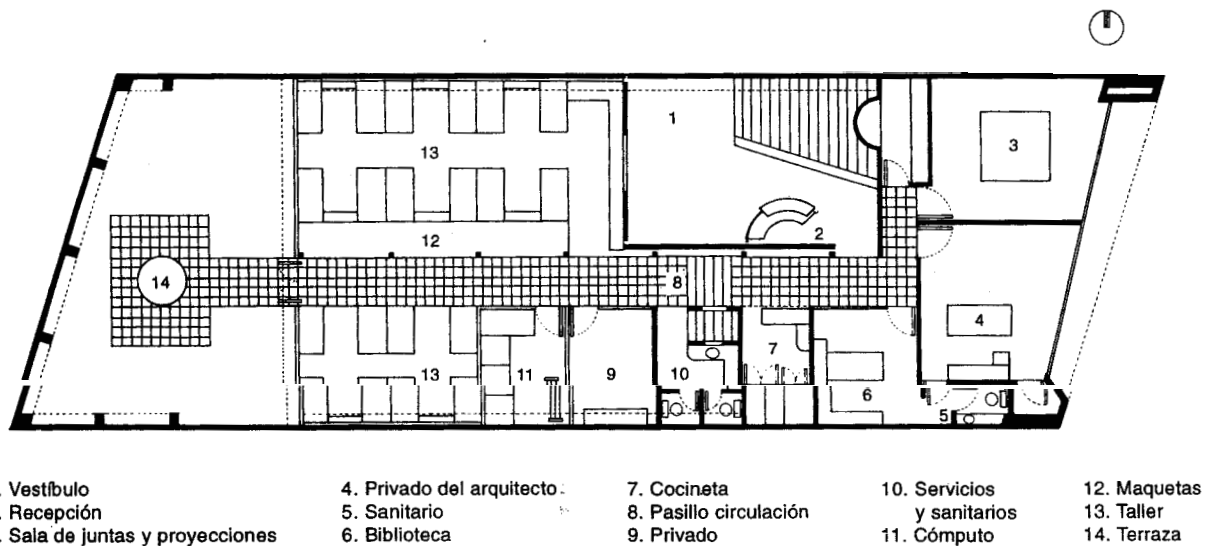 1
3
13
2
12
14
8
4
7
13
11
9
10
6
5
. Vestíbulo
. Recepción
. Sala de juntas y proyecciones
4. Privado del arquitecto
5. Sanitario
6. Biblioteca
7. Cocineta
8. Pasillo circulación
9. Privado
10. Servicios
y sanitarios
11. Cómputo
12. Maquetas
13. Taller
14. Terraza